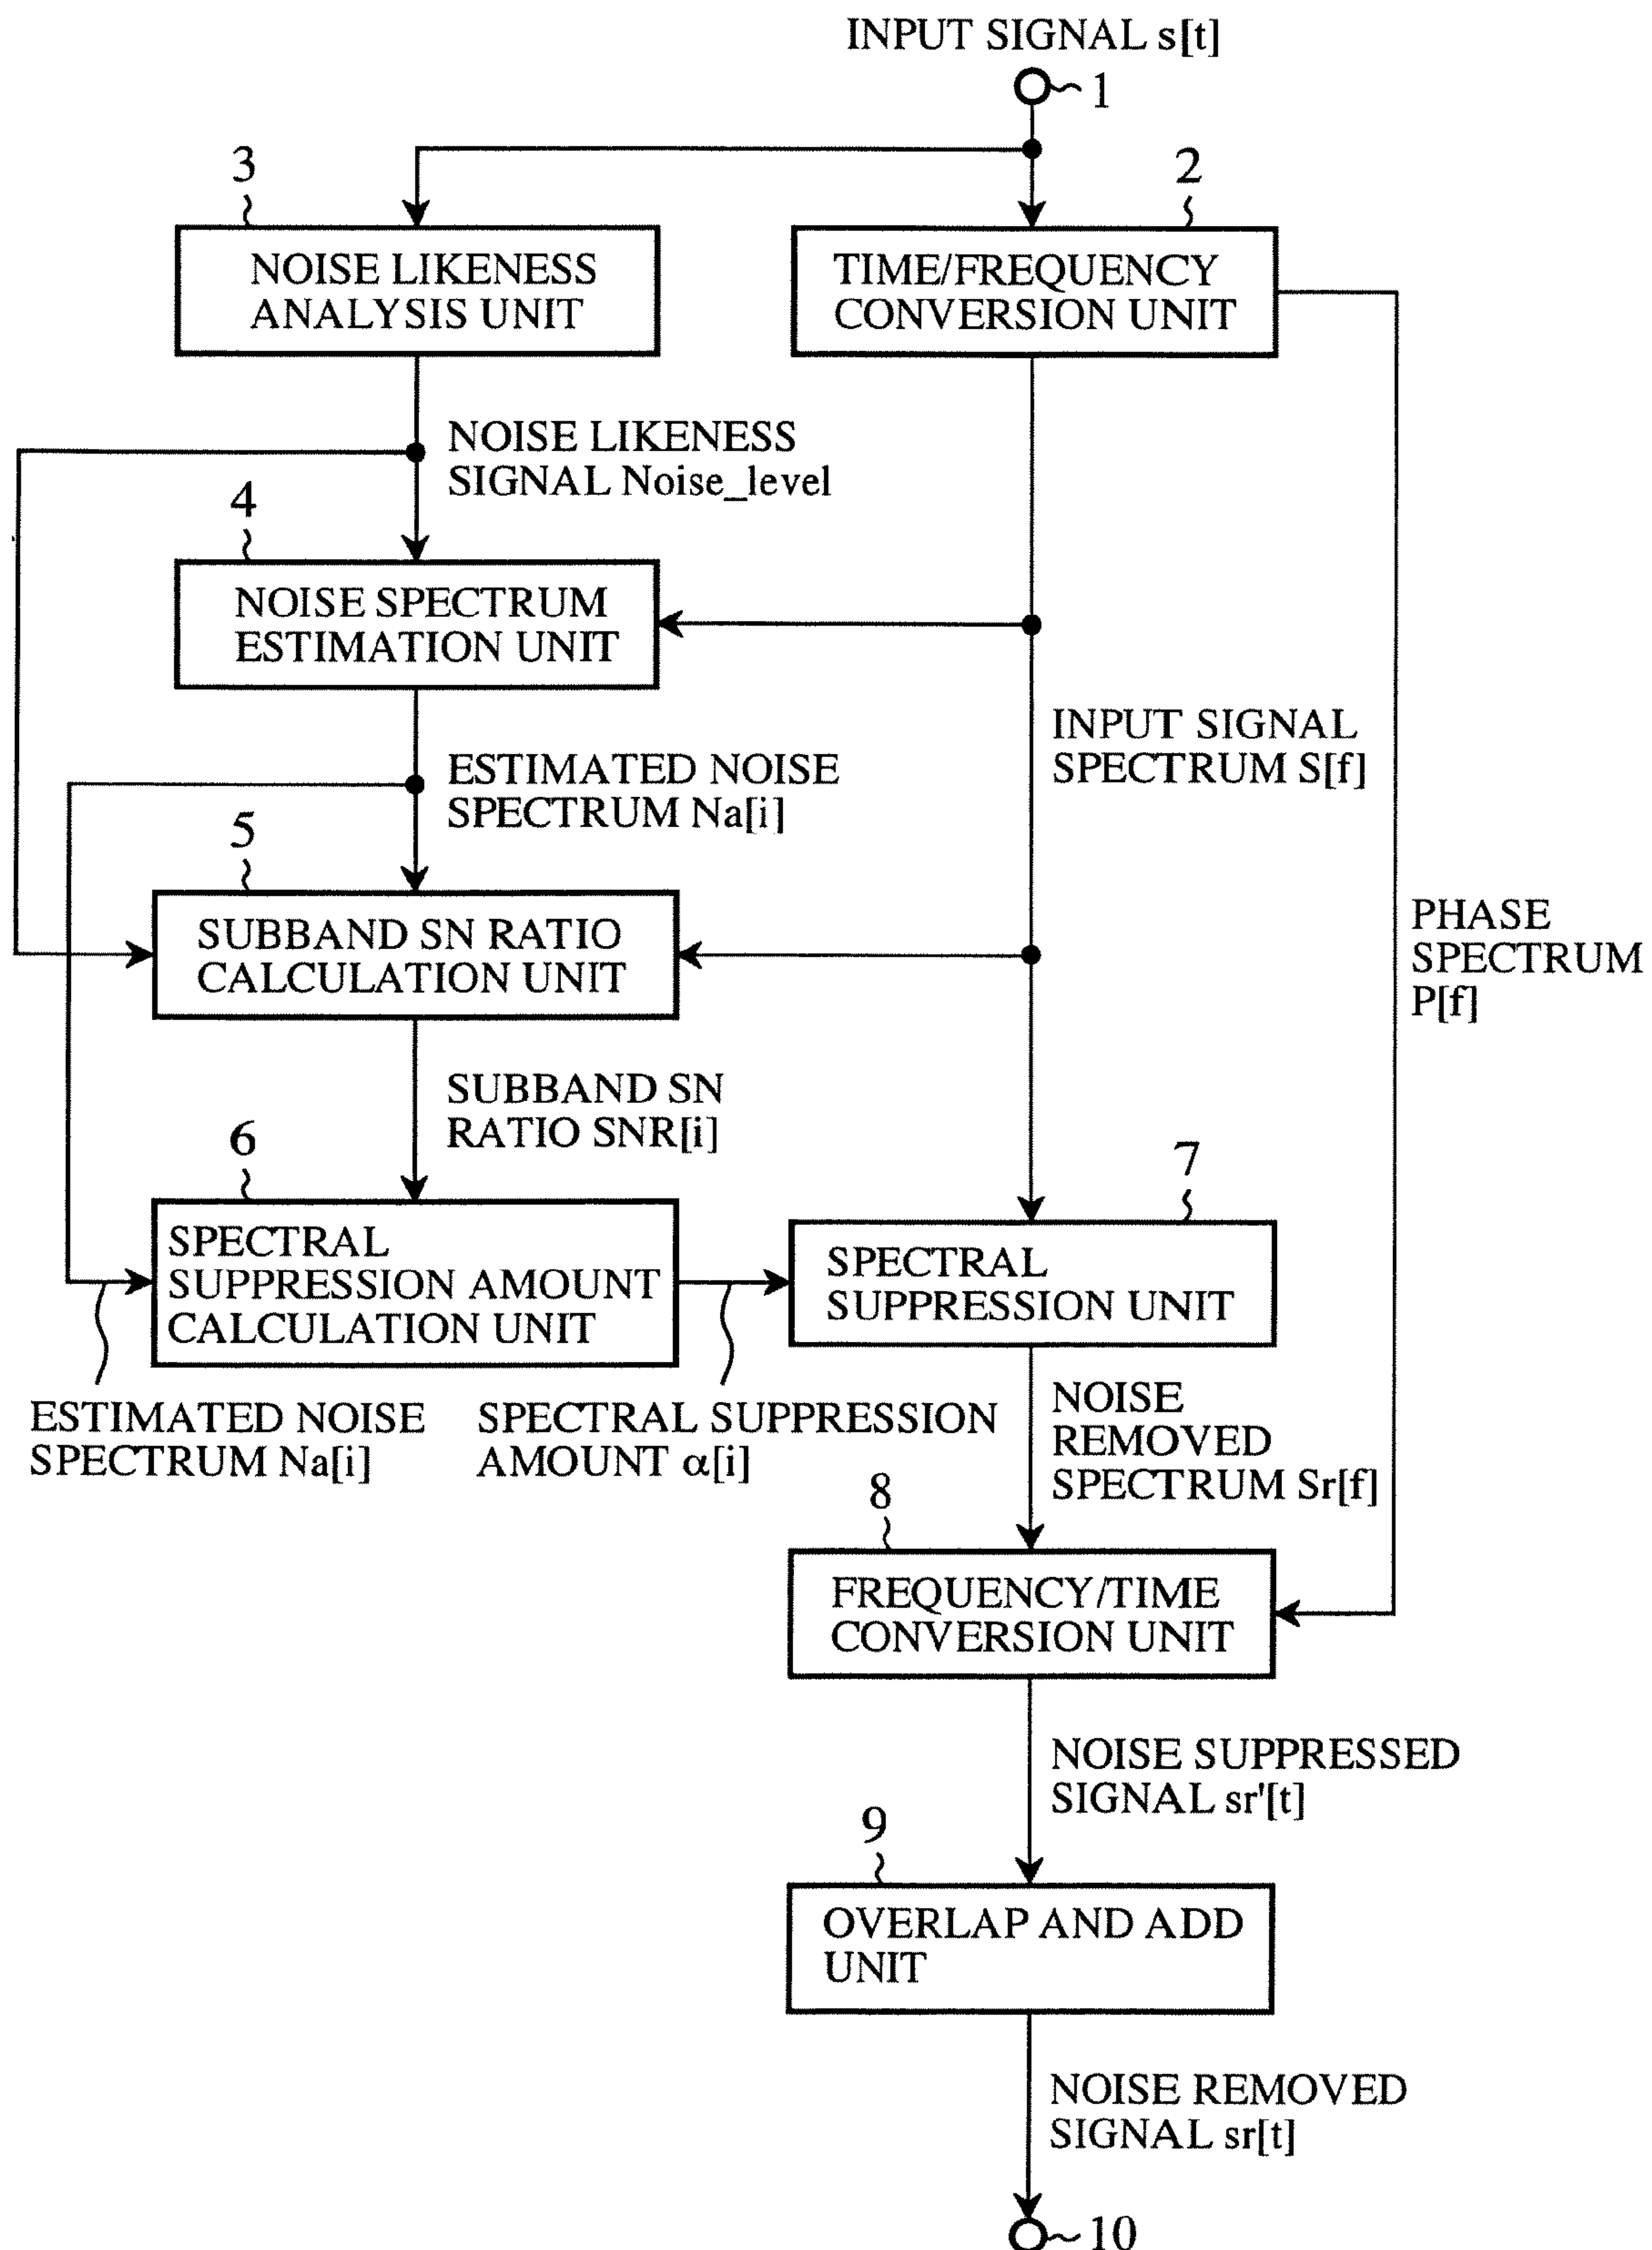 INPUT SIGNAL s[t]
1
3
2
NOISE LIKENESS
ANALYSIS UNIT
TIME/FREQUENCY
CONVERSION UNIT
NOISE LIKENESS
SIGNAL Noise_level
4
NOISE SPECTRUM
ESTIMATION UNIT
INPUT SIGNAL
SPECTRUM S[f]
ESTIMATED NOISE
SPECTRUM Na[i]
5
SUBBAND SN RATIO
CALCULATION UNIT
PHASE
SPECTRUM
P[f]
SUBBAND SN
RATIO SNR[i]
6
7
SPECTRAL
SUPPRESSION AMOUNT
CALCULATION UNIT
SPECTRAL
SUPPRESSION UNIT
ESTIMATED NOISE
SPECTRUM Na[i]
SPECTRAL SUPPRESSION
AMOUNT α[i]
NOISE
REMOVED
SPECTRUM Sr[f]
8
FREQUENCY/TIME
CONVERSION UNIT
NOISE SUPPRESSED
SIGNAL sr'[t]
9
OVERLAP AND ADD
UNIT
NOISE REMOVED
SIGNAL sr[t]
10